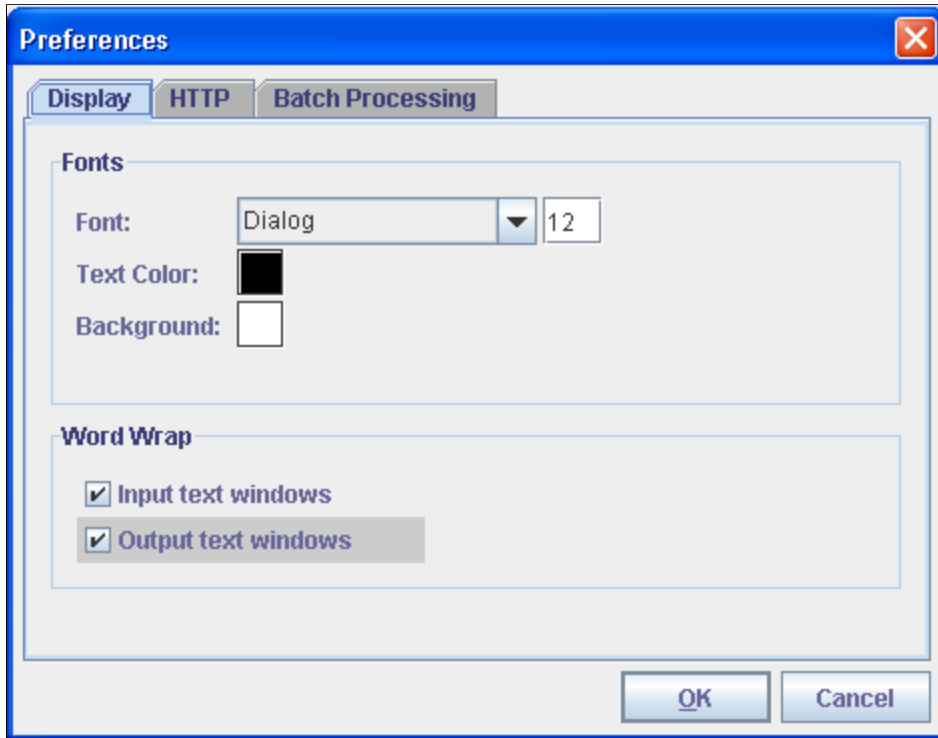 Preferences
Display HTTP Batch Processing
Fonts
Font: Dialog 12
Text Color:
Background:
Word Wrap
Input text windows
Output text windows
OK Cancel